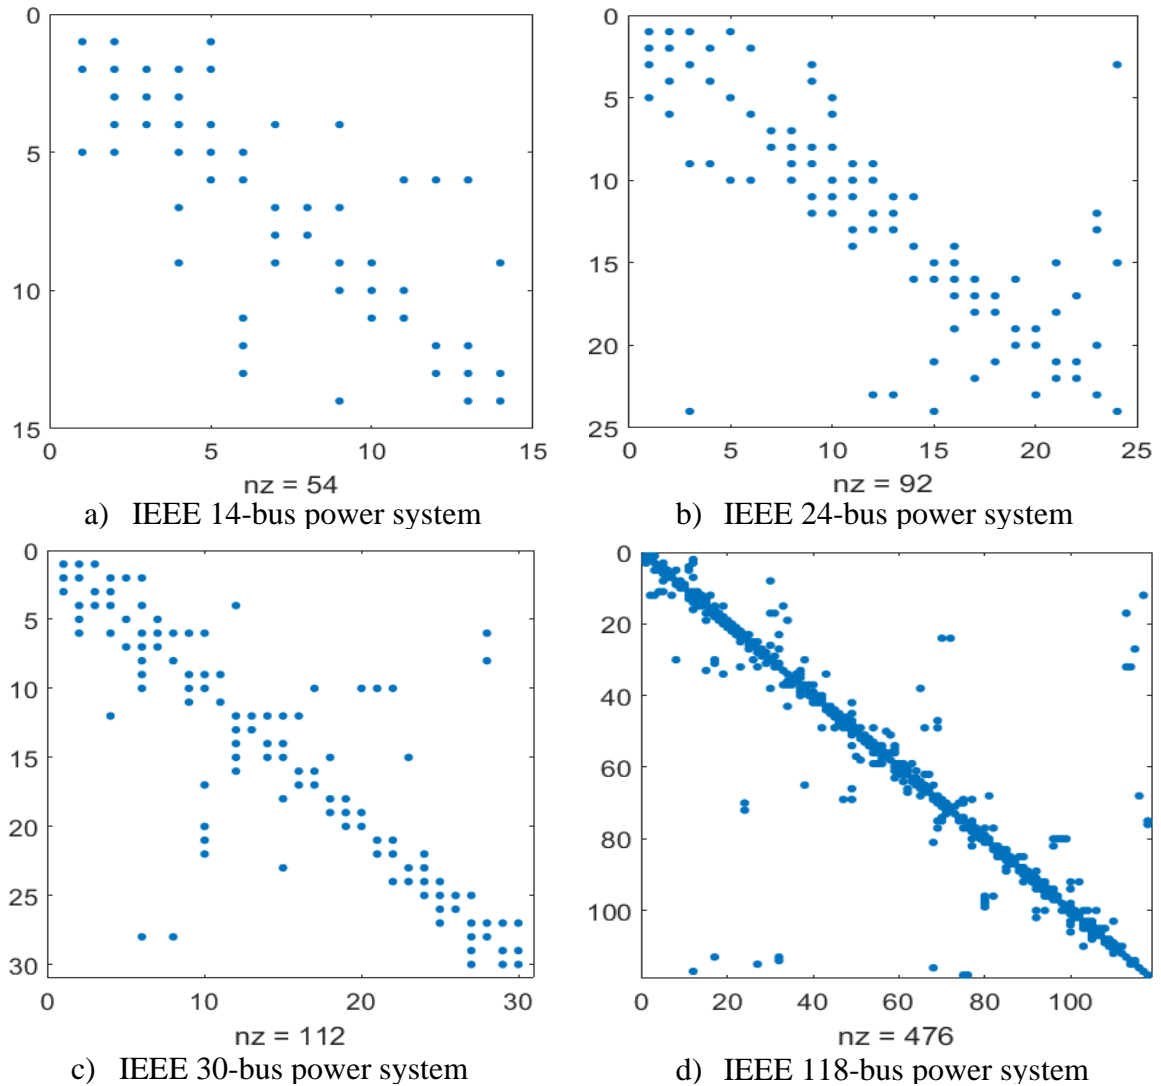 0
5
10
15
0 5 10 15
nz = 54
a) IEEE 14-bus power system
0
5
10
15
20
25
0 5 10 15 20 25
nz = 92
b) IEEE 24-bus power system
0
5
10
15
20
25
30
0 10 20 30
nz = 112
c) IEEE 30-bus power system
0
20
40
60
80
100
0 20 40 60 80 100
nz = 476
d) IEEE 118-bus power system